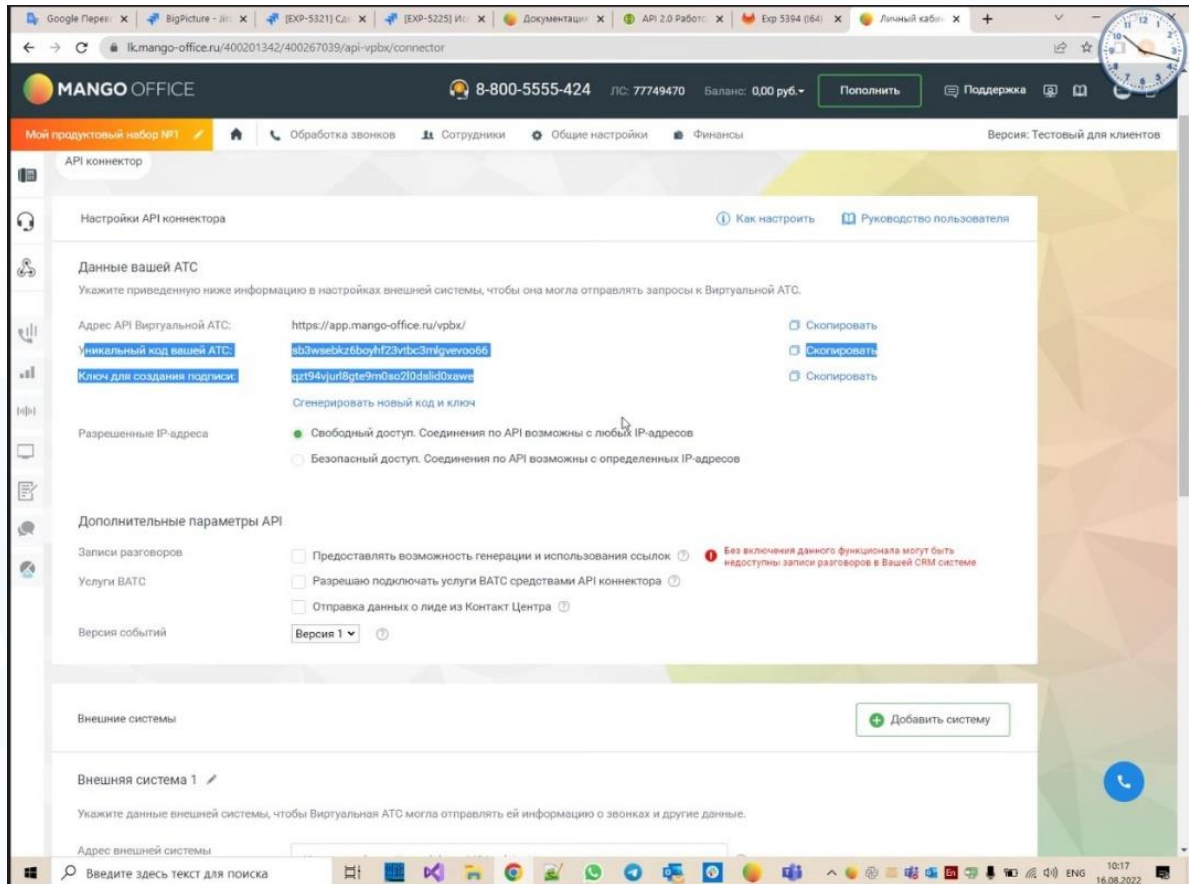 Google Перев
BigPicture - Jir
[EXP-5321] Сд
[EXP-5225] Ис
Документаци
API 2.0 Работ
Exp 5394 (!64)
Личный каби
lk.mango-office.ru/400201342/400267039/api-vpbx/connector
MANGO OFFICE
8-800-5555-424
ЛС: 77749470
Баланс: 0,00 руб.
Пополнить
Поддержка
Мой продуктовый набор №1
Обработка звонков
Сотрудники
Общие настройки
Финансы
Версия: Тестовый для клиентов
API коннектор
Настройки API коннектора
Как настроить
Руководство пользователя
Данные вашей АТС
Укажите приведенную ниже информацию в настройках внешней системы, чтобы она могла отправлять запросы к Виртуальной АТС.
Адрес API Виртуальной АТС: https://app.mango-office.ru/vpbx/ Скопировать
Уникальный код вашей АТС: sb3wsebkz6boyhf23vtbc3mlgvevoo66 Скопировать
Ключ для создания подписи: qzt94vjurl8gte9m0so2l0dslid0xawe Скопировать
Сгенерировать новый код и ключ
Разрешенные IP-адреса
Свободный доступ. Соединения по API возможны с любых IP-адресов
Безопасный доступ. Соединения по API возможны с определенных IP-адресов
Дополнительные параметры API
Записи разговоров
Предоставлять возможность генерации и использования ссылок
Без включения данного функционала могут быть
недоступны записи разговоров в Вашей CRM системе
Услуги ВАТС
Разрешаю подключать услуги ВАТС средствами API коннектора
Отправка данных о лиде из Контакт Центра
Версия событий
Версия 1
Внешние системы
Добавить систему
Внешняя система 1
Укажите данные внешней системы, чтобы Виртуальная АТС могла отправлять ей информацию о звонках и другие данные.
Адрес внешней системы
Введите здесь текст для поиска
ENG
10:17
16.08.2022